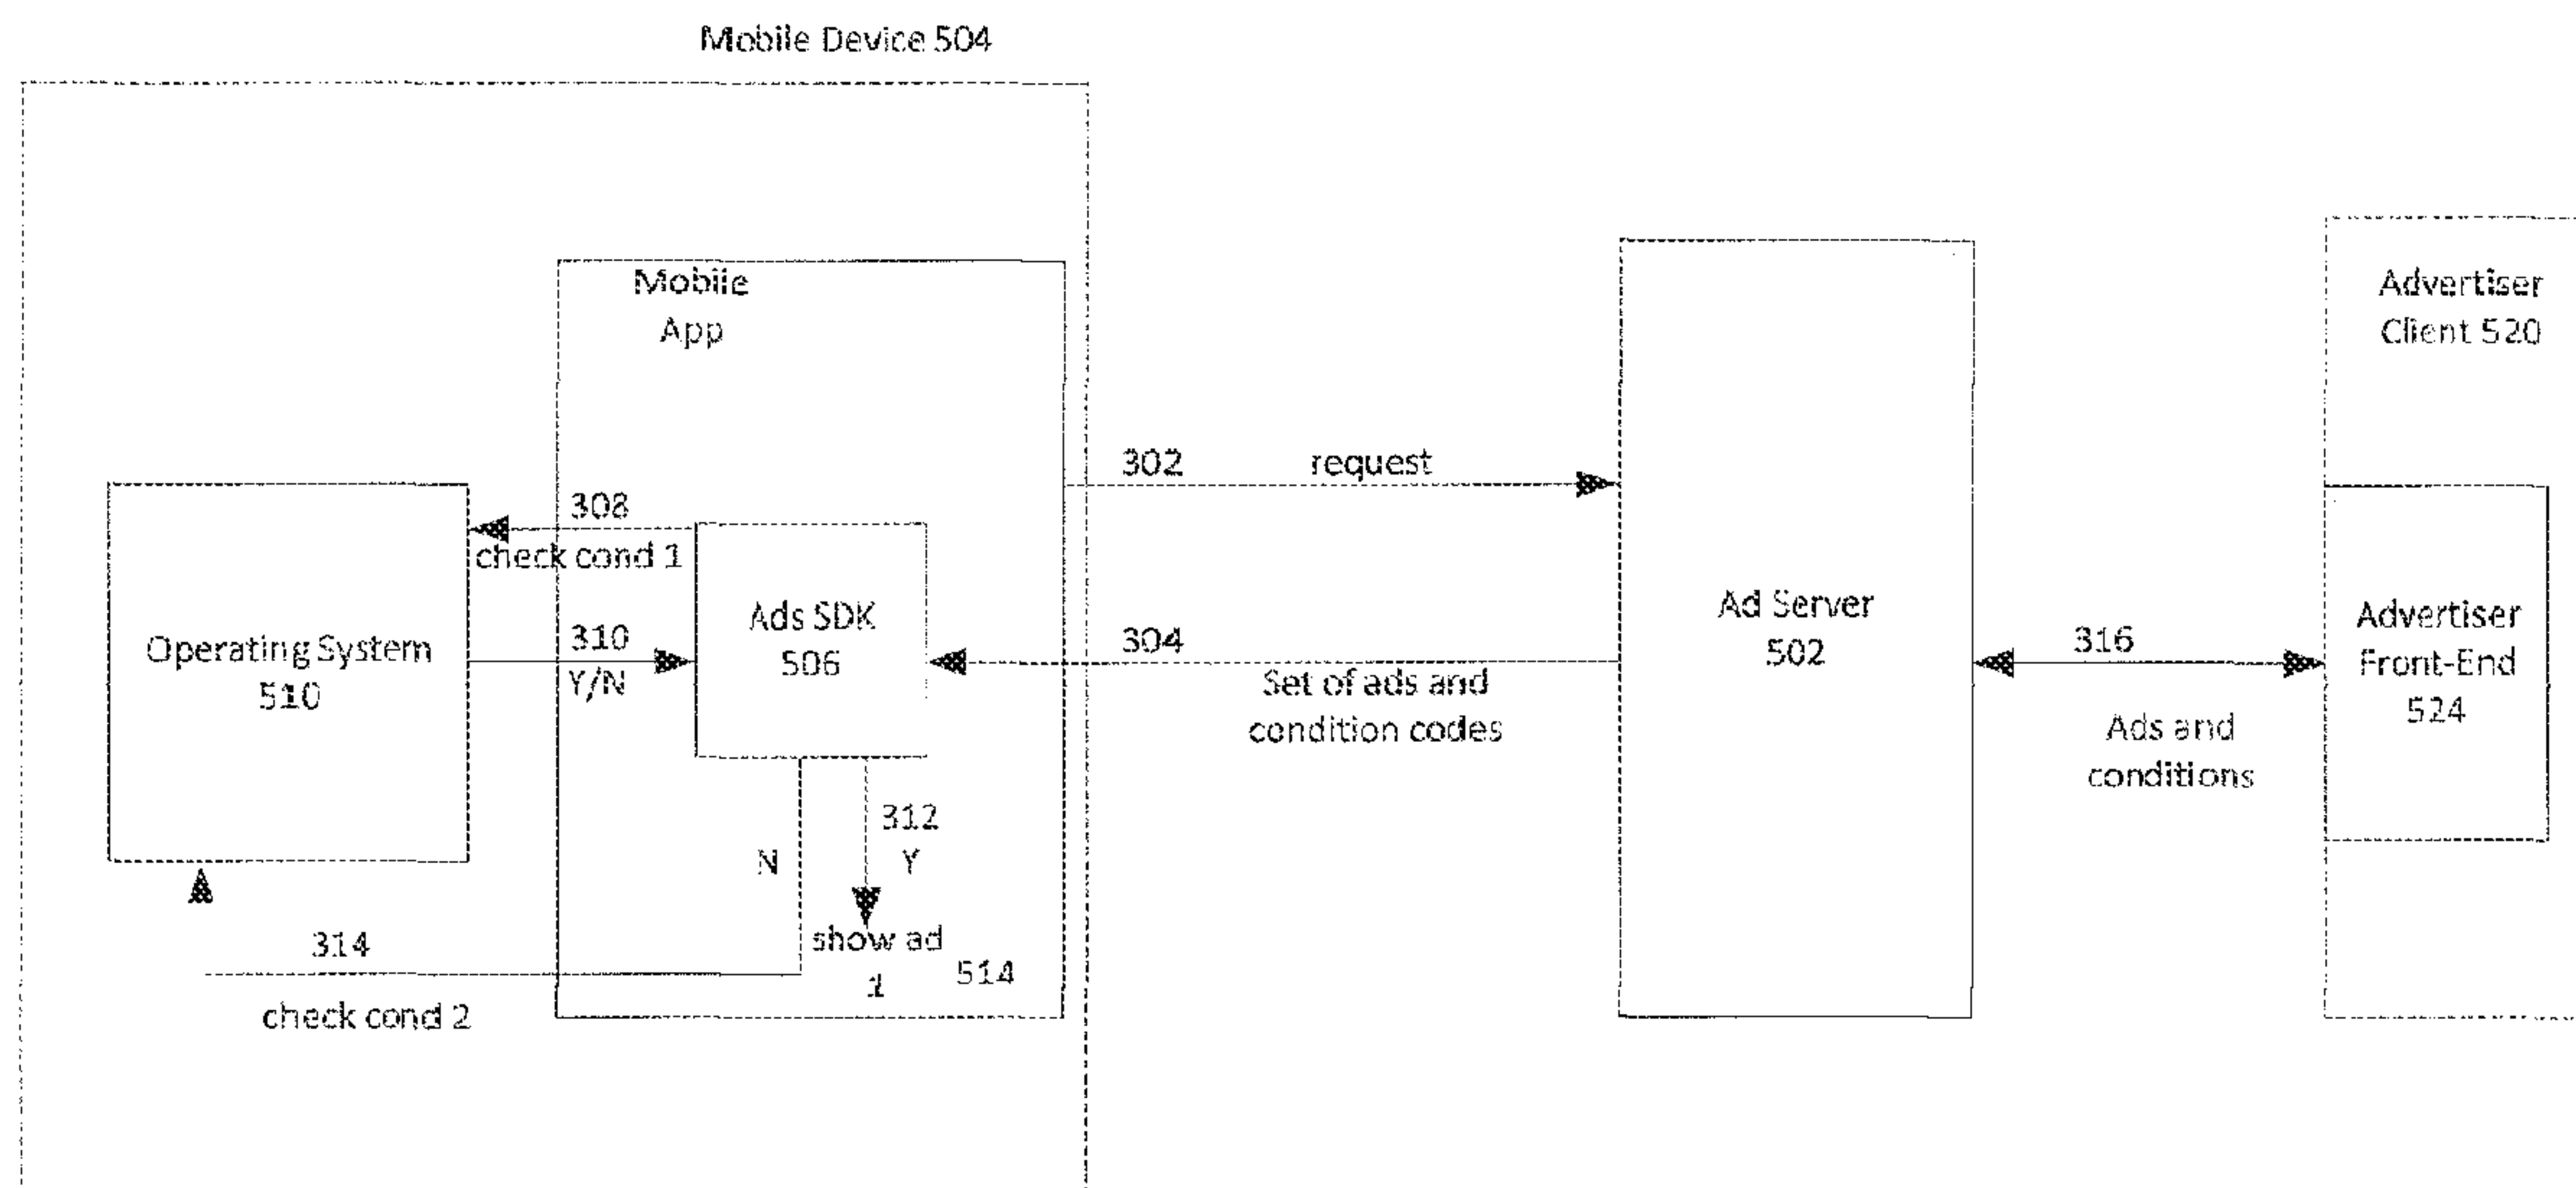 Mobile Device 504
Mobile
App
Advertiser
Client 520
302
request
308
check cond 1
Operating System
510
310
Y/N
Ads SDK
506
304
Set of ads and
condition codes
Ad Server
502
316
Ads and
conditions
Advertiser
Front-End
524
N
312
Y
show ad
1
514
314
check cond 2